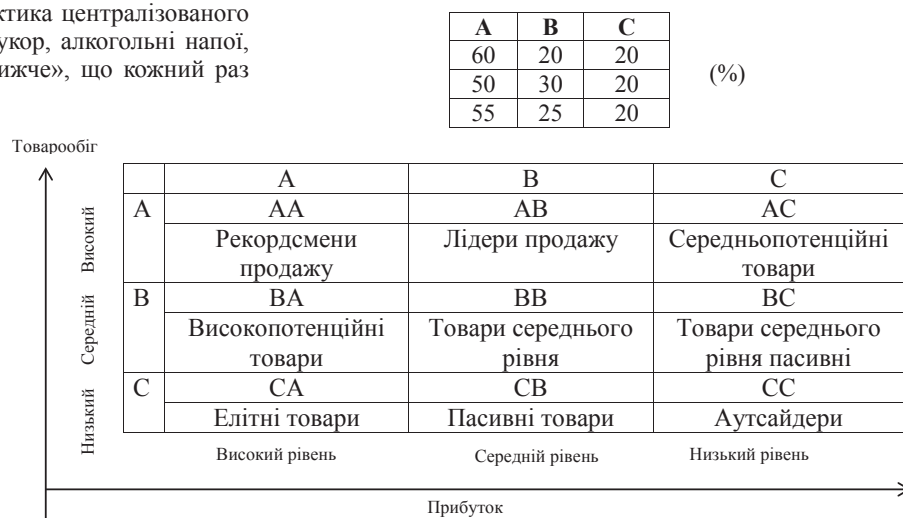 ктика централізованого
укор, алкогольні напої,
ижче», що кожний раз
A B C
60 20 20
50 30 20
55 25 20
(%)
Товарообіг
A B C
A AA AB AC
Високий
Рекордсмени продажу Лідери продажу Середньопотенційні товари
B BA BB BC
Середній
Високопотенційні товари Товари середнього рівня Товари середнього рівня пасивні
C CA CB CC
Низький
Елітні товари Пасивні товари Аутсайдери
Високий рівень Середній рівень Низький рівень
Прибуток